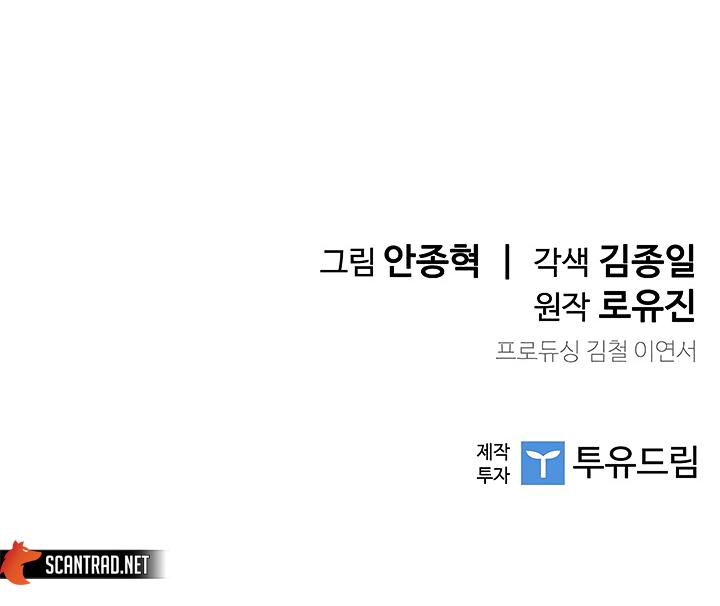 그림 안종혁 | 각색 김종일
원작 로유진
프로듀싱 김철 이연서
제작
투자
투유드림
SCANTRAD.NET